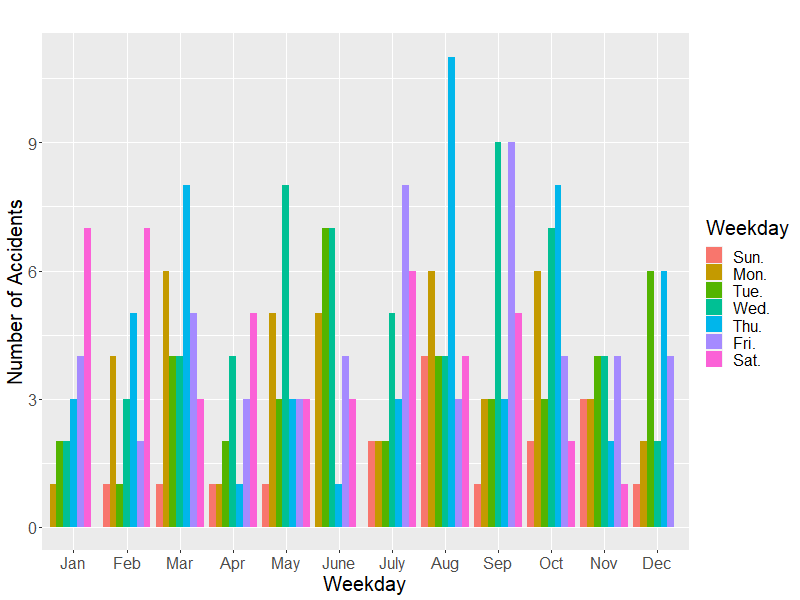 Number of Accidents
9
6
3
0
Jan Feb Mar Apr May June July Aug Sep Oct Nov Dec
Weekday
Weekday
Sun.
Mon.
Tue.
Wed.
Thu.
Fri.
Sat.